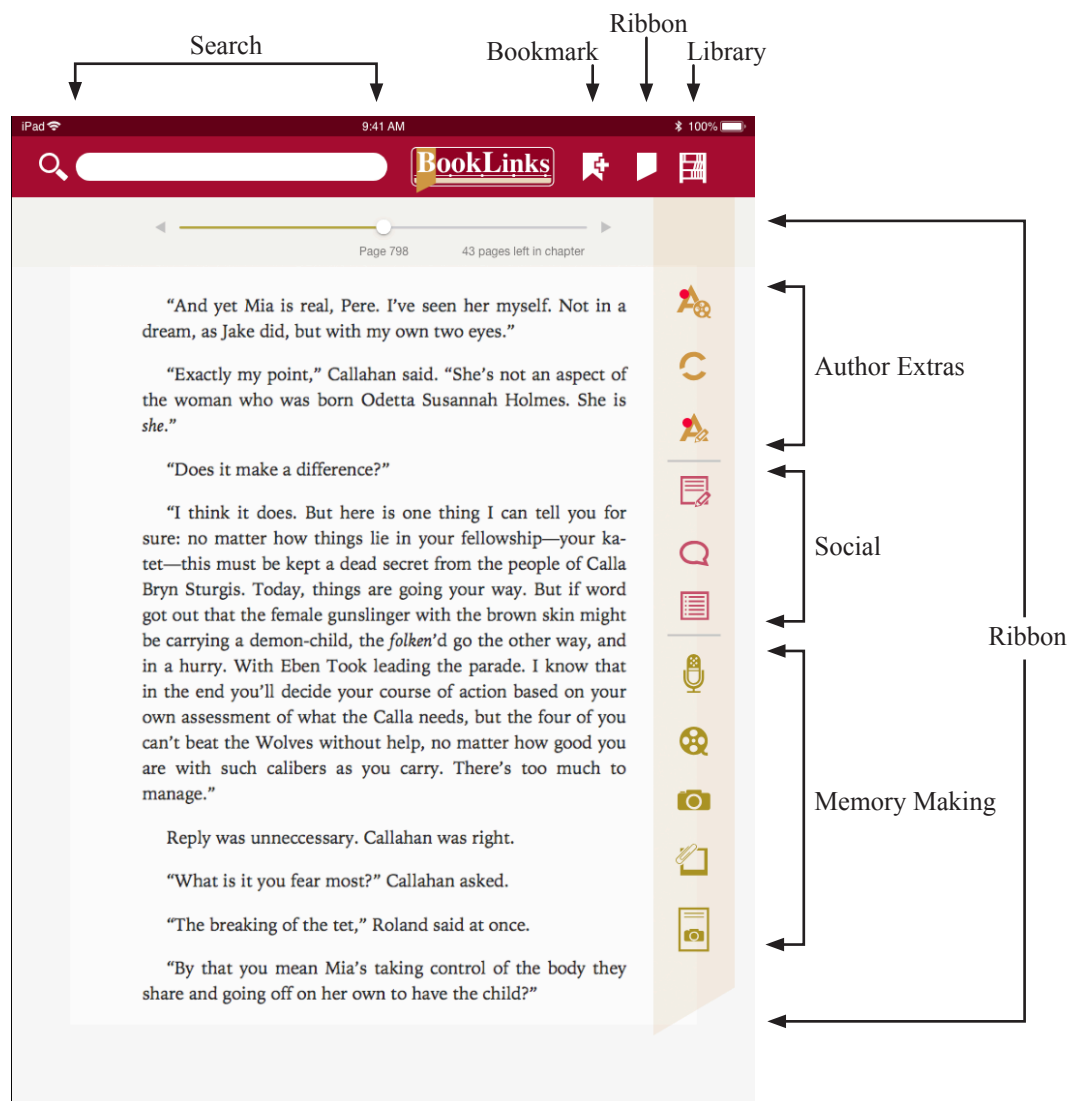 Ribbon
Search
Bookmark
Library
iPad
9:41 AM
100%
BookLinks
Page 798
43 pages left in chapter
“And yet Mia is real, Pere. I’ve seen her myself. Not in a
dream, as Jake did, but with my own two eyes.”
“Exactly my point,” Callahan said. “She’s not an aspect of
the woman who was born Odetta Susannah Holmes. She is
she.”
“Does it make a difference?”
“I think it does. But here is one thing I can tell you for
sure: no matter how things lie in your fellowship—your ka-
tet—this must be kept a dead secret from the people of Calla
Bryn Sturgis. Today, things are going your way. But if word
got out that the female gunslinger with the brown skin might
be carrying a demon-child, the folken’d go the other way, and
in a hurry. With Eben Took leading the parade. I know that
in the end you’ll decide your course of action based on your
own assessment of what the Calla needs, but the four of you
can’t beat the Wolves without help, no matter how good you
are with such calibers as you carry. There’s too much to
manage.”
Reply was unneccessary. Callahan was right.
“What is it you fear most?” Callahan asked.
“The breaking of the tet,” Roland said at once.
“By that you mean Mia’s taking control of the body they
share and going off on her own to have the child?”
Author Extras
Social
Ribbon
Memory Making